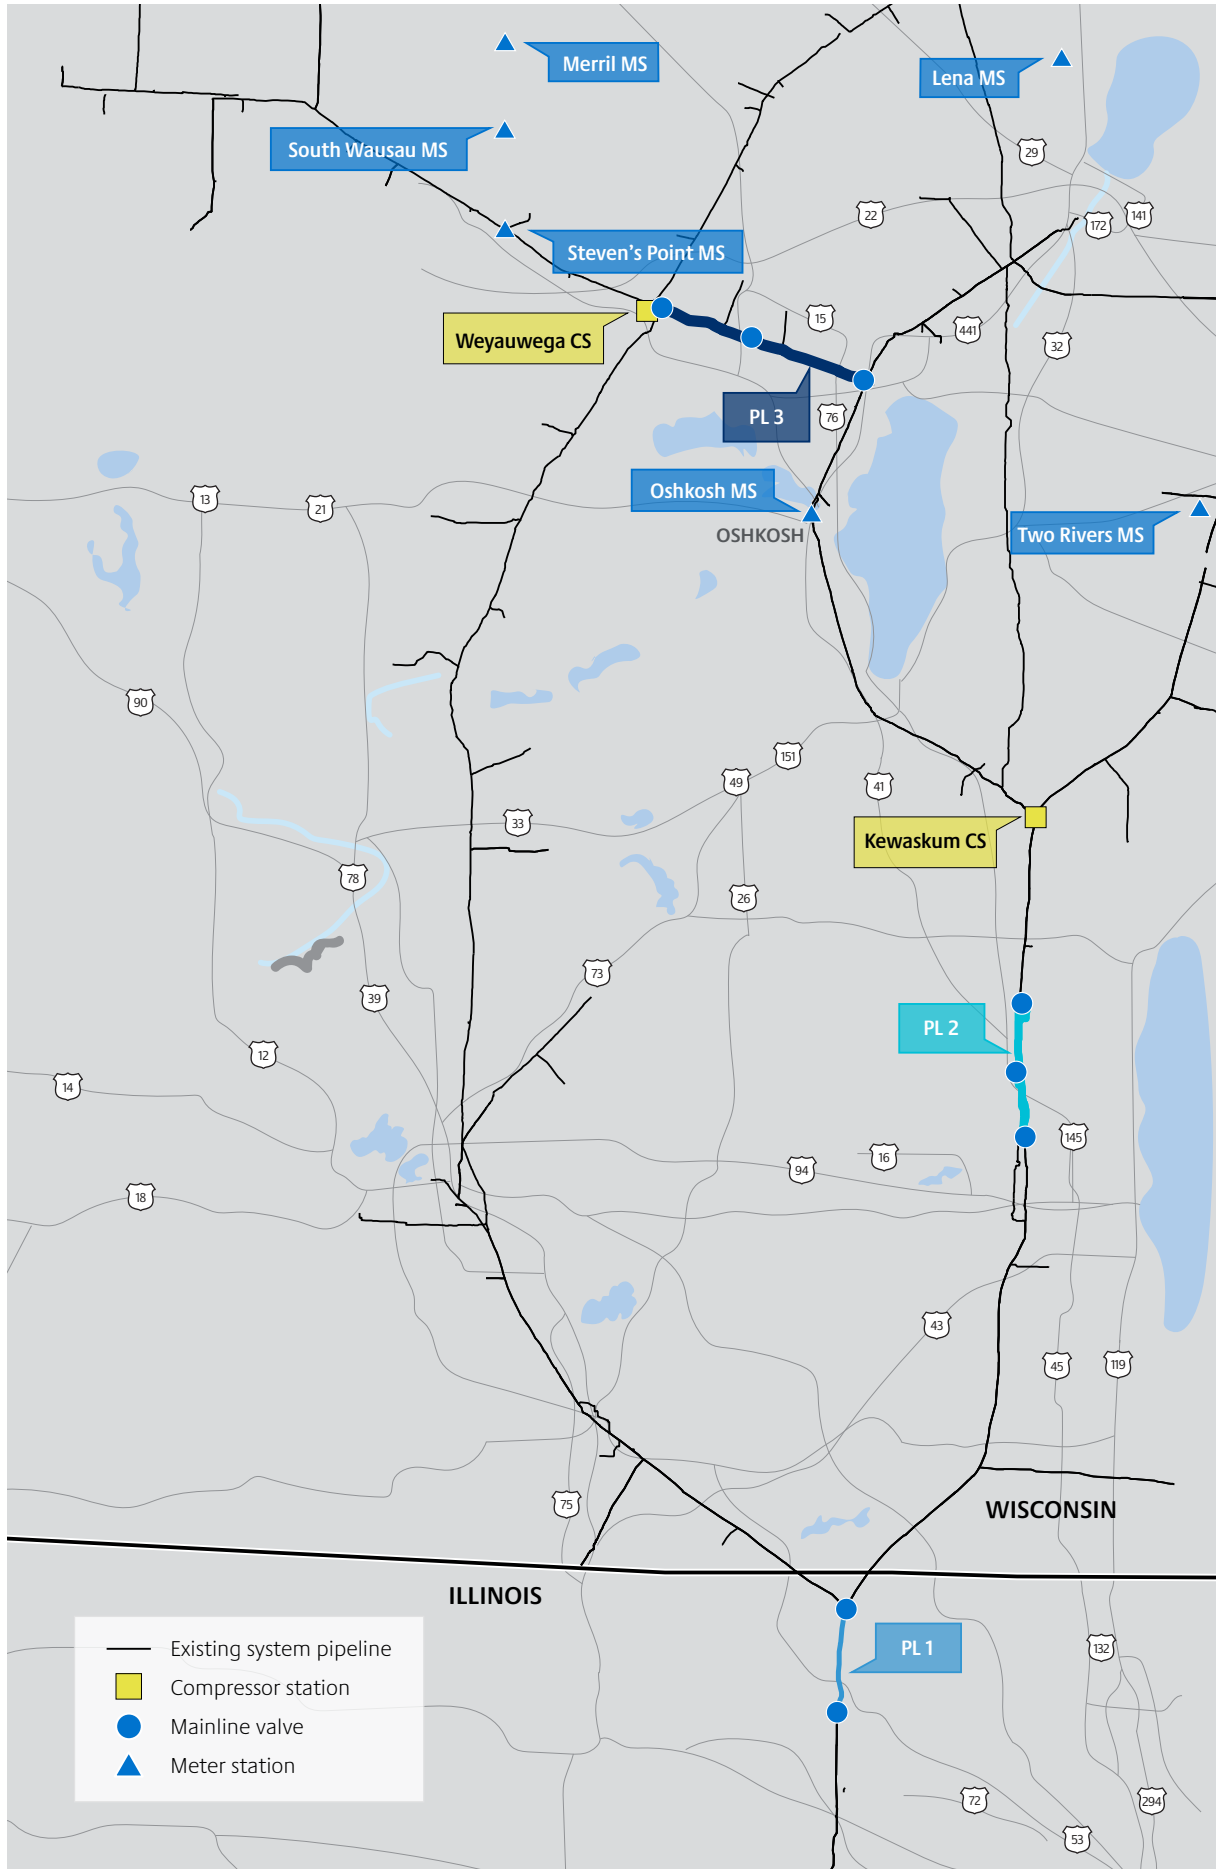 Merril MS
Lena MS
South Wausau MS
29
22
141
172
Steven's Point MS
15
441
32
Weyauwega CS
PL 3
76
Oshkosh MS
13
21
OSHKOSH
Two Rivers MS
90
151
49
41
33
Kewaskum CS
78
26
73
39
PL 2
12
14
145
16
94
18
43
45
119
75
WISCONSIN
ILLINOIS
PL 1
132
Existing system pipeline
Compressor station
Mainline valve
Meter station
72
294
53